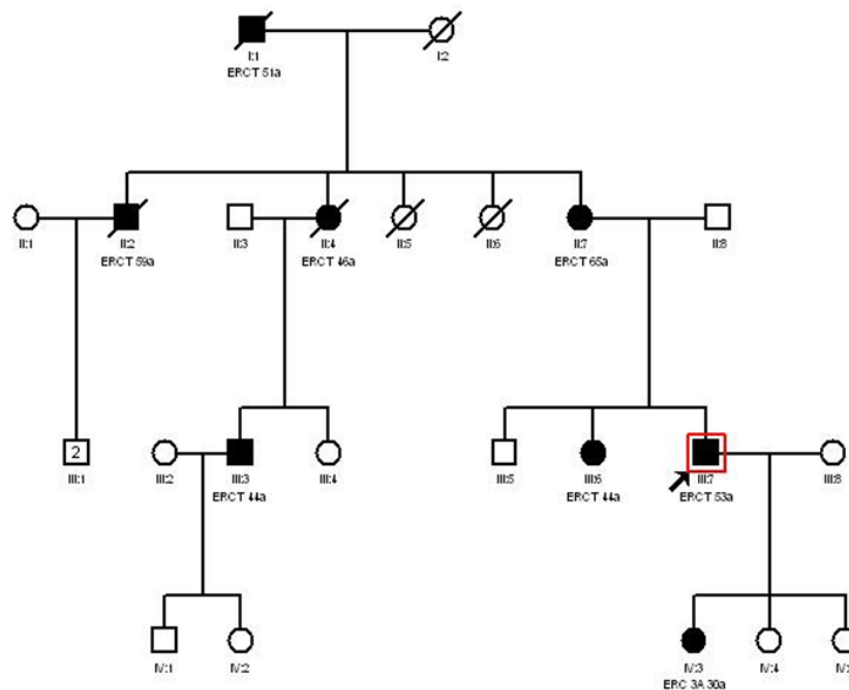 I:1
I:2
ERCT 51a
II:1
II:2
II:3
II:4
II:5
II:6
II:7
II:8
ERCT 59a
ERCT 46a
ERCT 65a
2
III:1
III:2
III:3
III:4
III:5
III:6
III:7
III:8
ERCT 44a
ERCT 44a
ERCT 53a
IV:1
IV:2
IV:3
IV:4
ERC 3A 36a